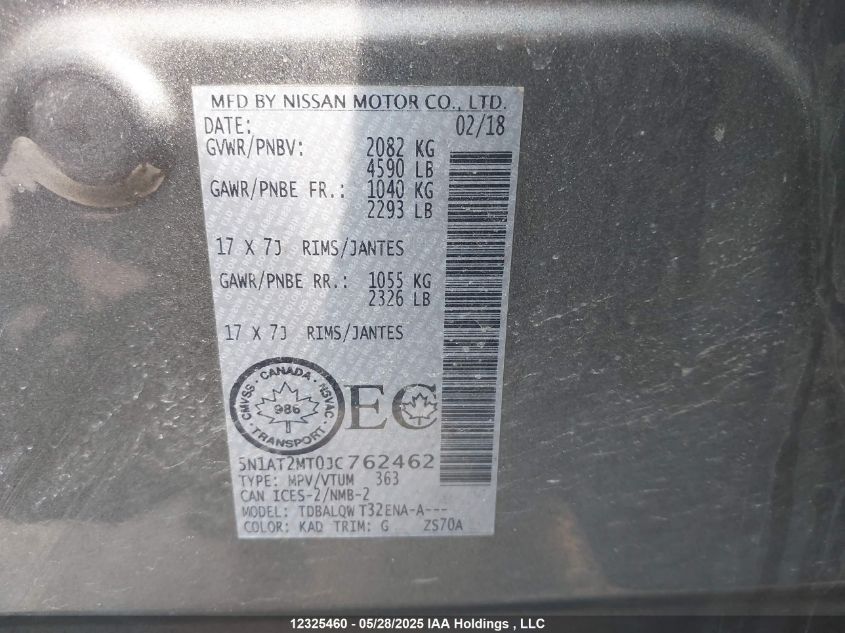 MFD BY NISSAN MOTOR CO., LTD.
DATE: 02/18
GVWR/PNBV: 2082 KG
4590 LB
GAWR/PNBE FR.: 1040 KG
2293 LB
17 X 7J RIMS/JANTES
GAWR/PNBE RR.: 1055 KG
2326 LB
17 X 7J RIMS/JANTES
CANADA
CMVSS - NSVAC
986
TRANSPORT
EC
5N1AT2MT0JC762462
TYPE: MPV/VTUM 363
CAN ICES-2/NMB-2
MODEL: TDBALQW T32ENA-A---
COLOR: KAD TRIM: G ZS70A
12325460 - 05/28/2025 IAA Holdings , LLC